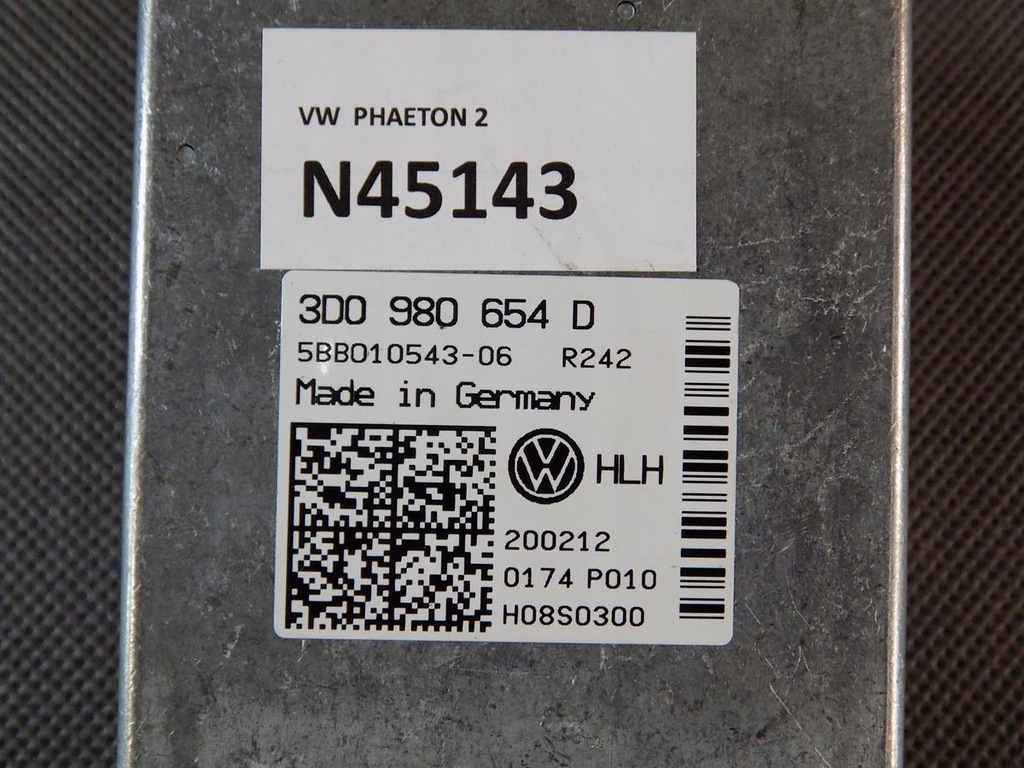 VW PHAETON 2
N45143
3D0 980 654 D
5BB010543-06 R242
Made in Germany
HLH
200212
0174 P010
H08S0300